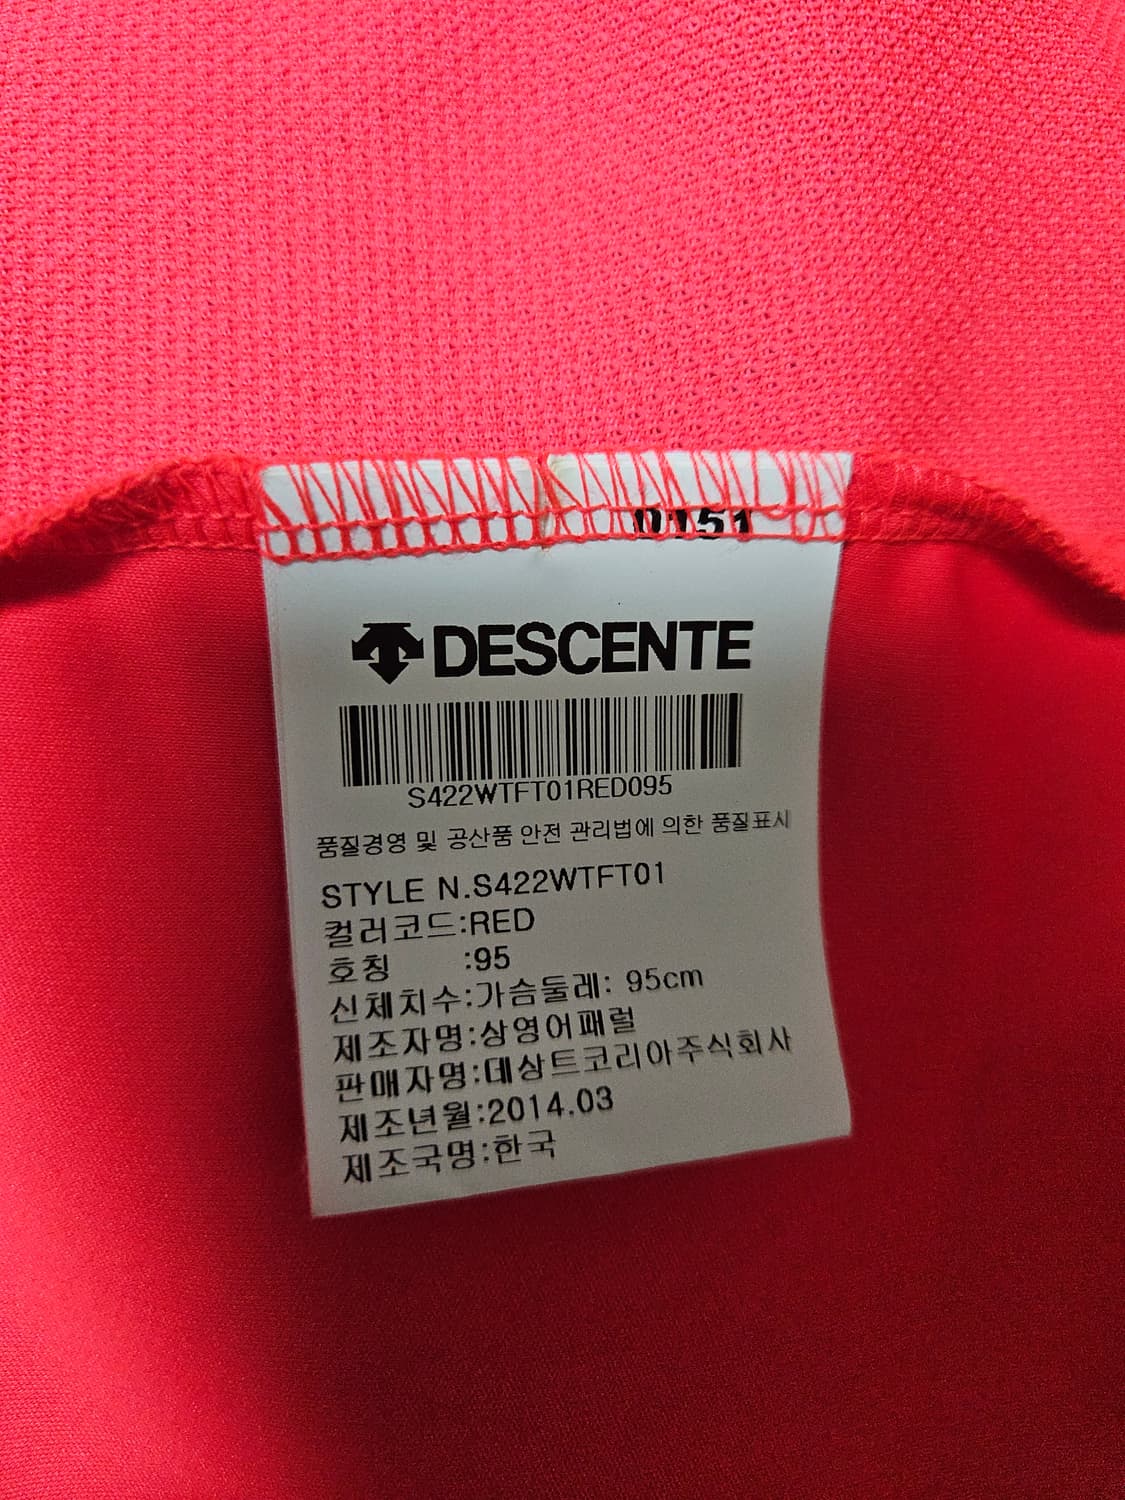 0151
DESCENTE
S422WTFT01RED095
품질경영 및 공산품 안전 관리법에 의한 품질표시
STYLE N.S422WTFT01
컬러코드:RED
호칭 :95
신체치수:가슴둘레: 95cm
제조자명:상영어패럴
판매자명:데상트코리아주식회사
제조년월:2014.03
제조국명:한국